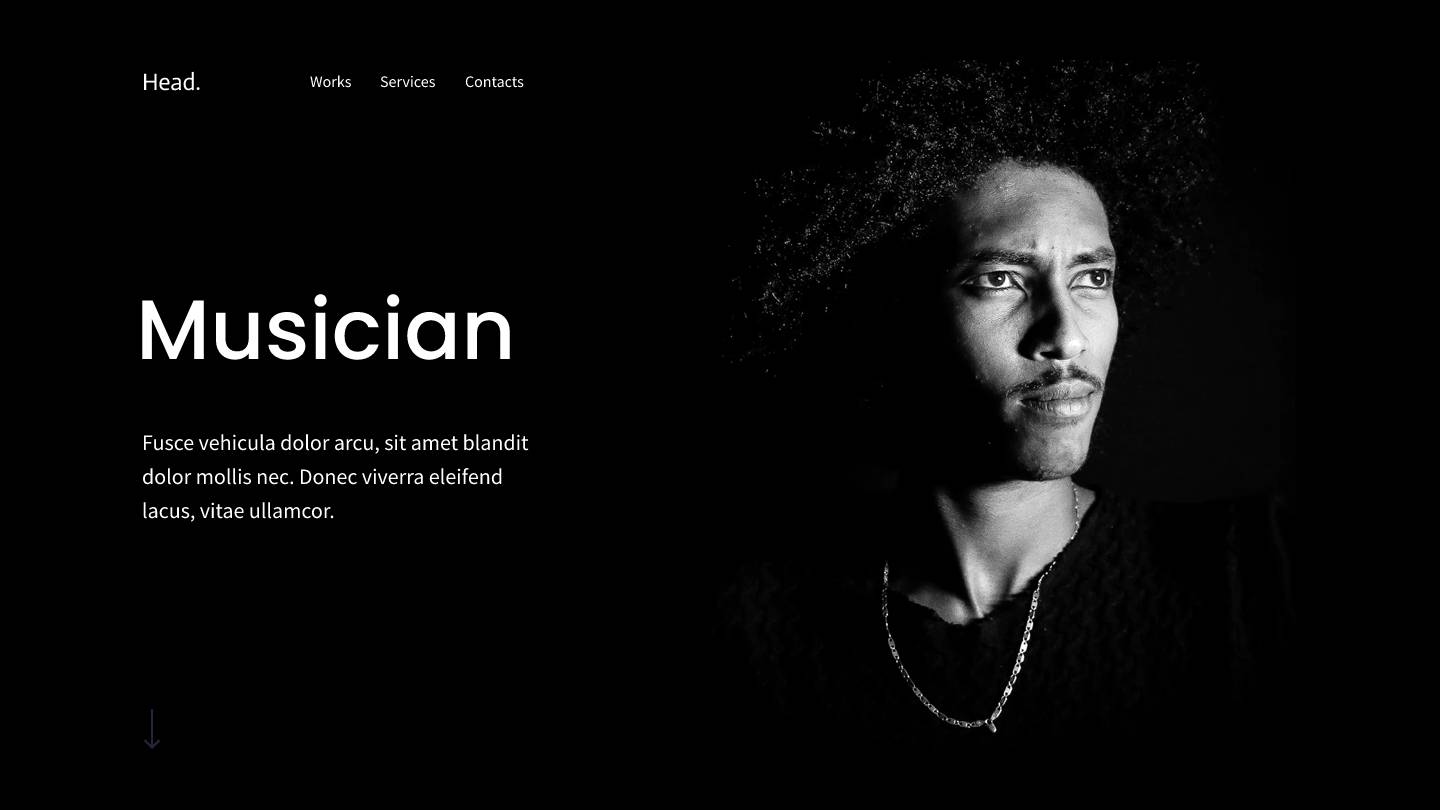 Head.
Works Services Contacts
Musician
Fusce vehicula dolor arcu, sit amet blandit
dolor mollis nec. Donec viverra eleifend
lacus, vitae ullamcor.